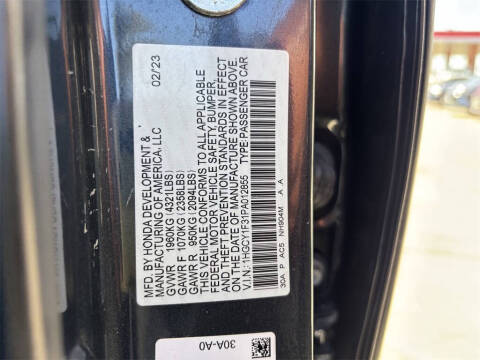 MFD. BY HONDA DEVELOPMENT & 02/23
MANUFACTURING OF AMERICA, LLC
GVWR 1960KG (4321LBS)
GAWR F 1070KG (2358LBS)
GAWR R 950KG (2094LBS)
THIS VEHICLE CONFORMS TO ALL APPLICABLE
FEDERAL MOTOR VEHICLE SAFETY, BUMPER,
AND THEFT PREVENTION STANDARDS IN EFFECT
ON THE DATE OF MANUFACTURE SHOWN ABOVE.
V.I.N: 1HGCY1F31PA012855 TYPE:PASSENGER CAR
30A P AC5 NH904M A A
30A-A0